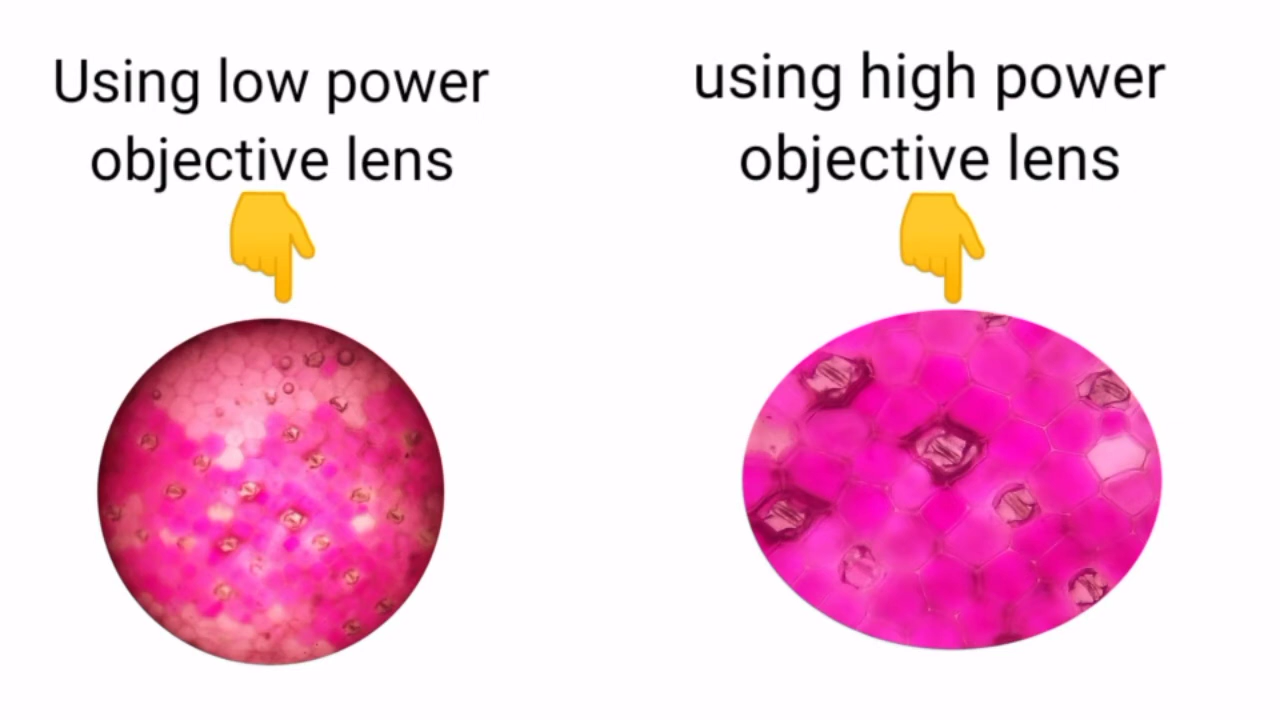 Using low power
objective lens
using high power
objective lens